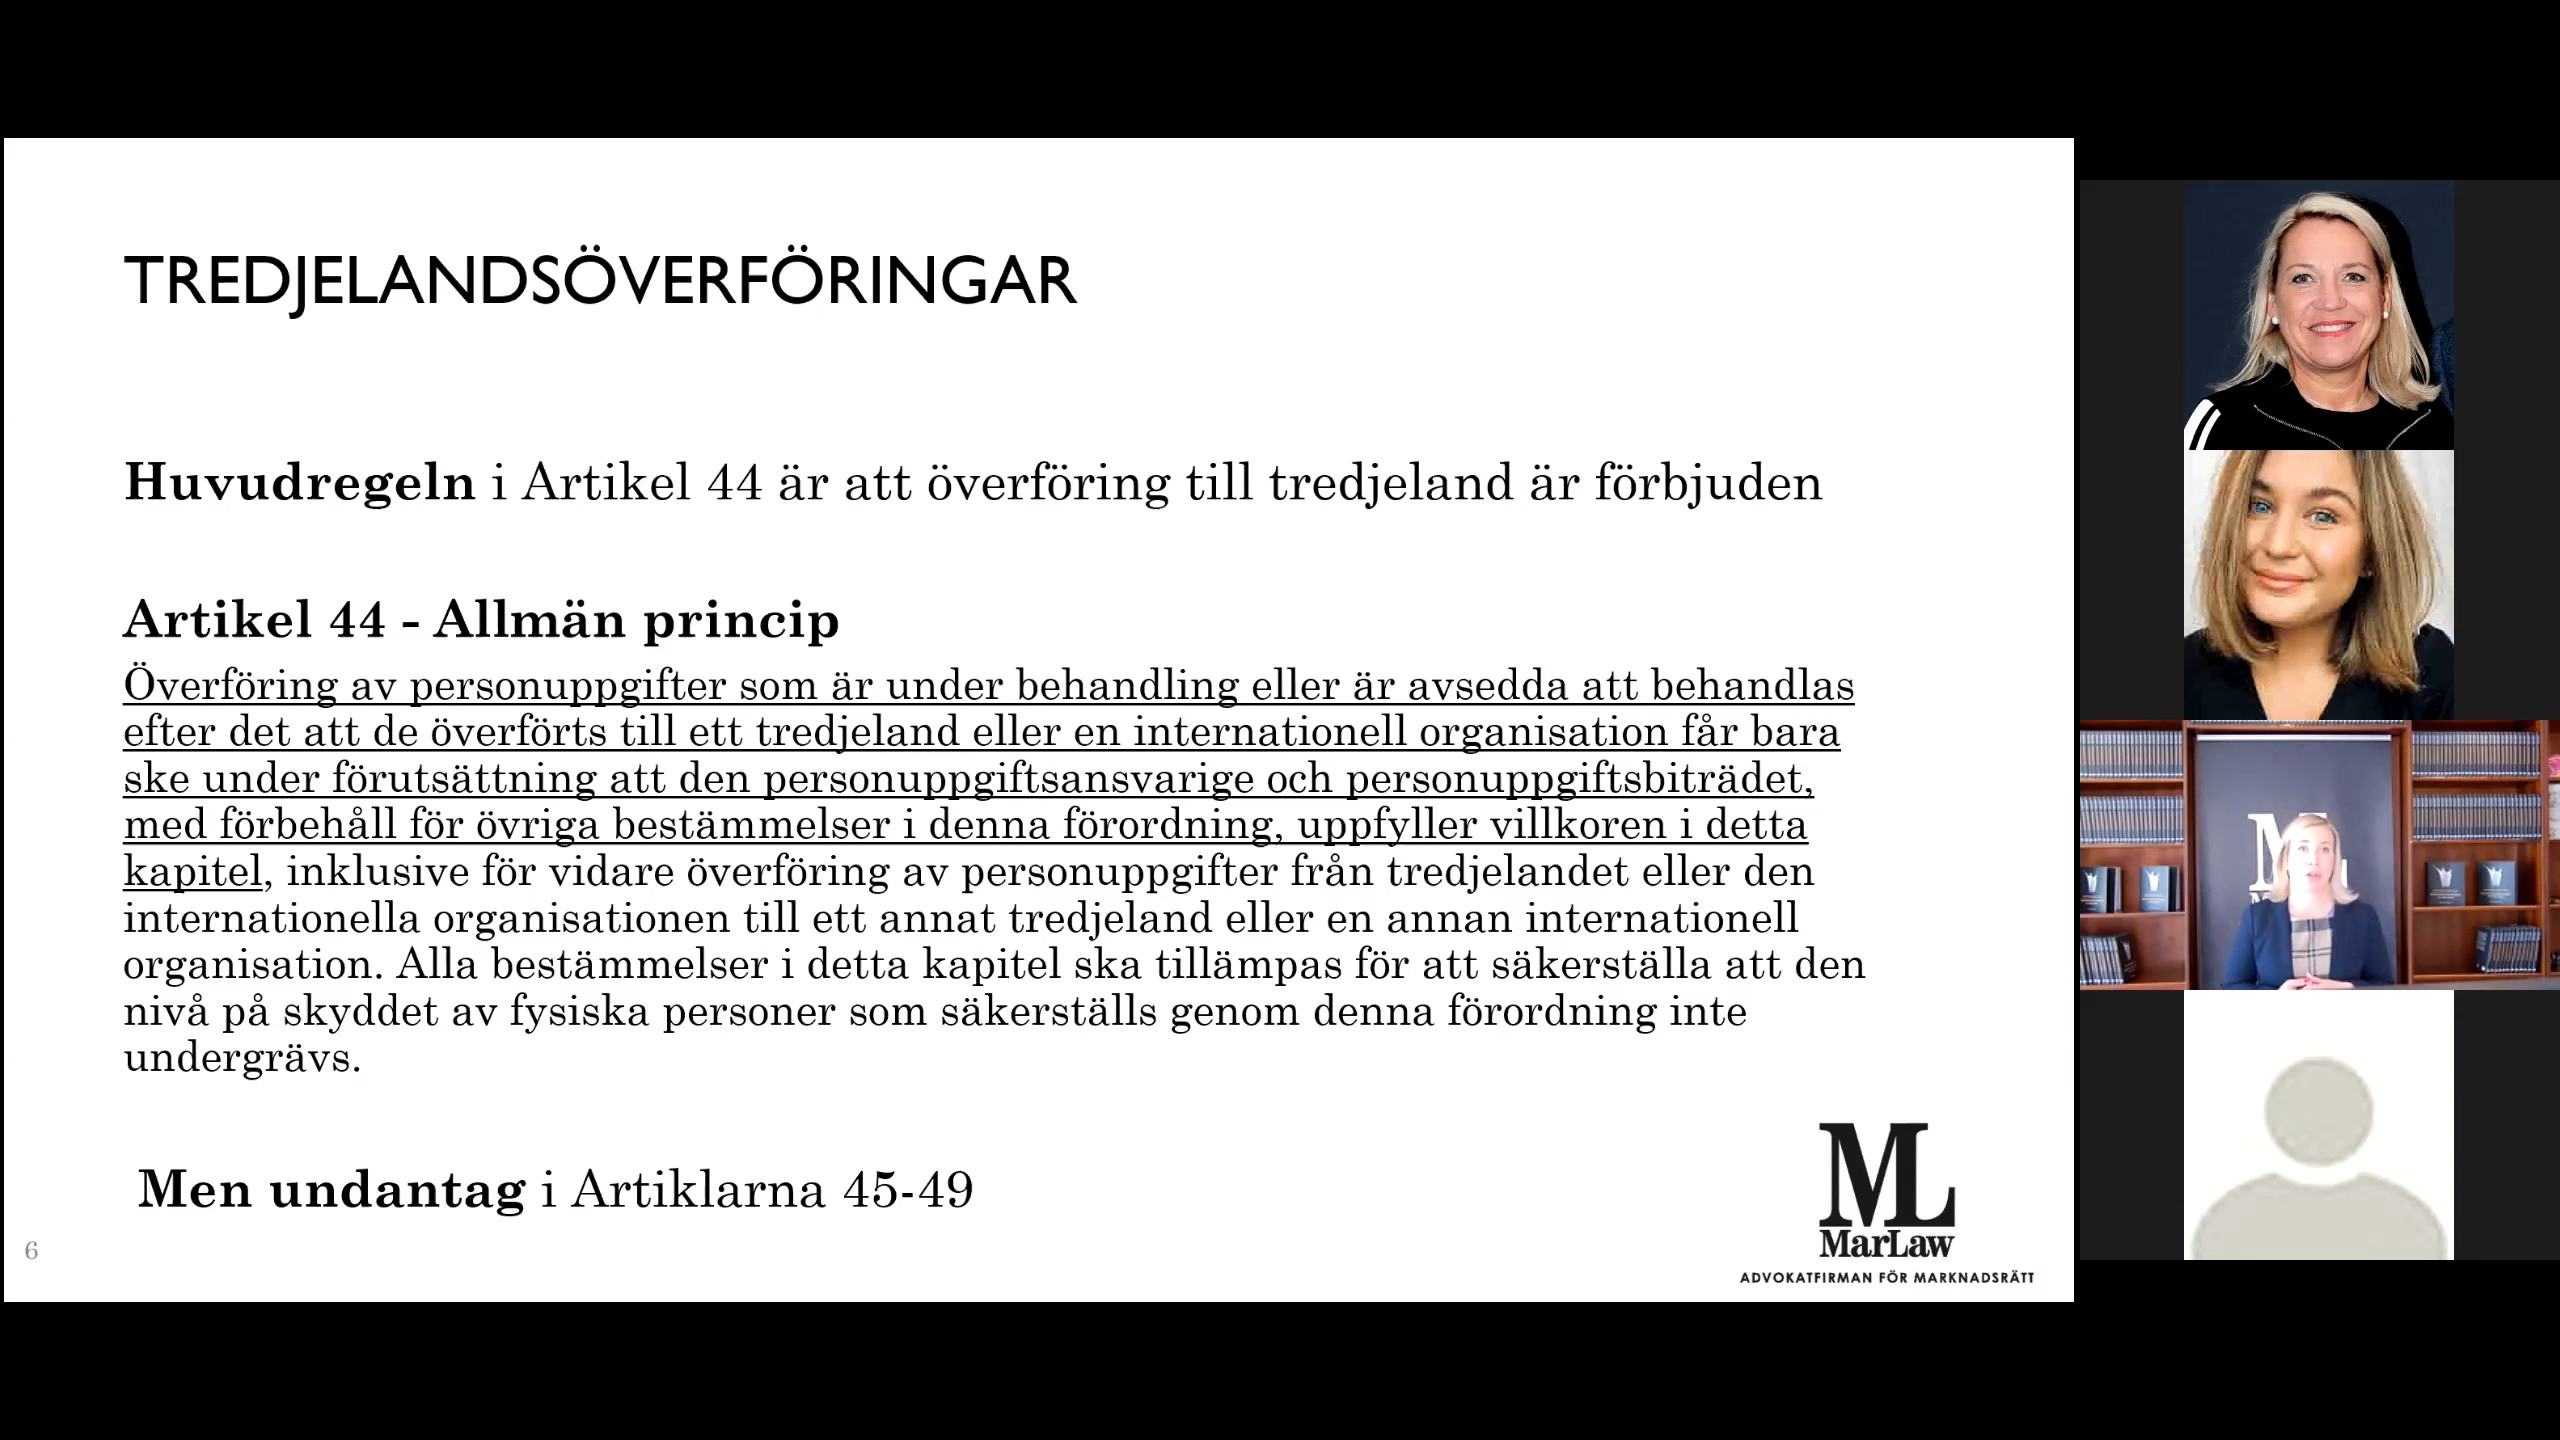 TREDJELANDSÖVERFÖRINGAR
Huvudregeln i Artikel 44 är att överföring till tredjeland är förbjuden
Artikel 44 - Allmän princip
Överföring av personuppgifter som är under behandling eller är avsedda att behandlas
efter det att de överförts till ett tredjeland eller en internationell organisation får bara
ske under förutsättning att den personuppgiftsansvarige och personuppgiftsbiträdet,
med förbehåll för övriga bestämmelser i denna förordning, uppfyller villkoren i detta
kapitel, inklusive för vidare överföring av personuppgifter från tredjelandet eller den
internationella organisationen till ett annat tredjeland eller en annan internationell
organisation. Alla bestämmelser i detta kapitel ska tillämpas för att säkerställa att den
nivå på skyddet av fysiska personer som säkerställs genom denna förordning inte
undergrävs.
Men undantag i Artiklarna 45-49
6
ML
MarLaw
ADVOKATFIRMAN FÖR MARKNADSRÄTT